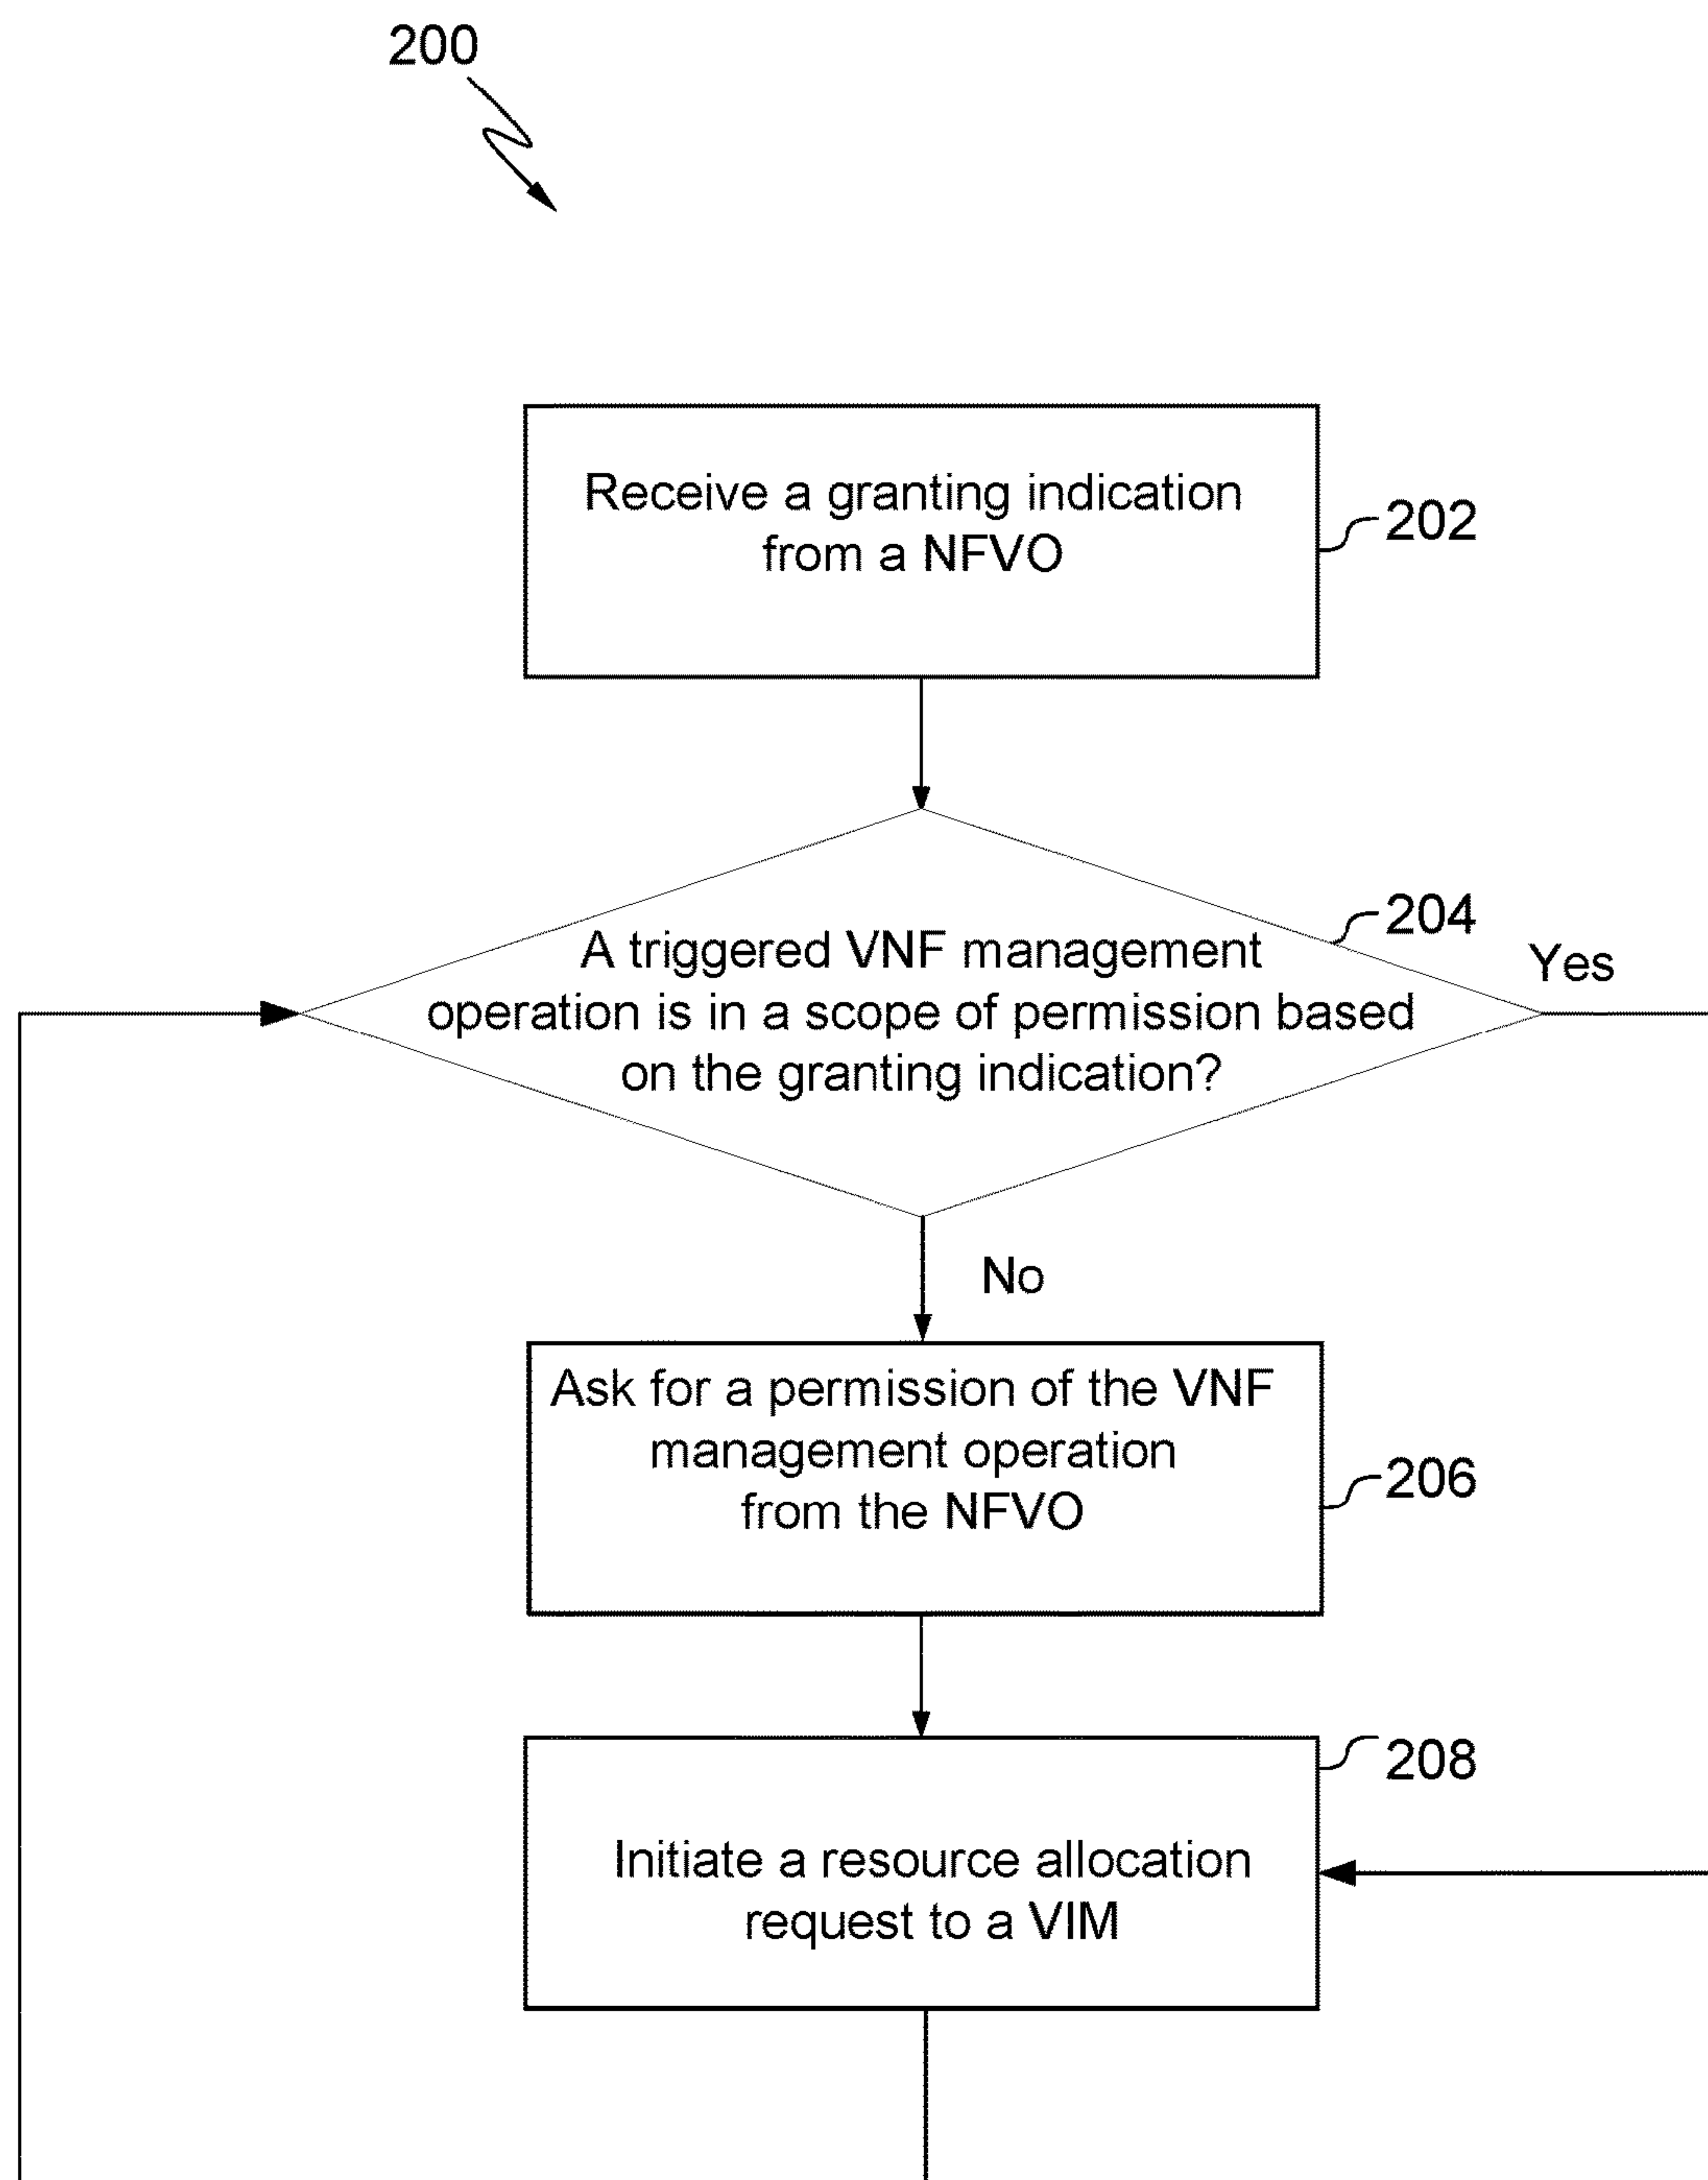 200
Receive a granting indication
from a NFVO
202
204
Yes
A triggered VNF management
operation is in a scope of permission based
on the granting indication?
No
Ask for a permission of the VNF
management operation
from the NFVO
206
208
Initiate a resource allocation
request to a VIM